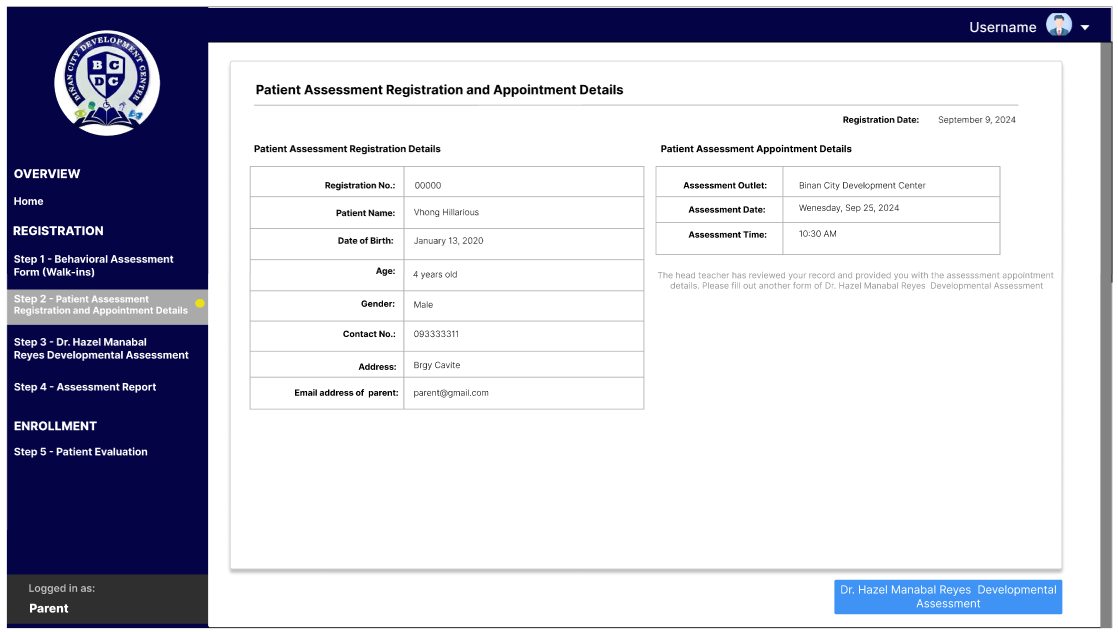 Username
BINAN CITY DEVELOPMENT CENTER
B C
D C
OVERVIEW
Home
REGISTRATION
Step 1 - Behavioral Assessment
Form (Walk-ins)
Step 2 - Patient Assessment
Registration and Appointment Details
Step 3 - Dr. Hazel Manabal
Reyes Developmental Assessment
Step 4 - Assessment Report
ENROLLMENT
Step 5 - Patient Evaluation
Logged in as:
Parent
Patient Assessment Registration and Appointment Details
Registration Date: September 9, 2024
Patient Assessment Registration Details
Registration No.: 00000
Patient Name: Vhong Hillarious
Date of Birth: January 13, 2020
Age: 4 years old
Gender: Male
Contact No.: 093333311
Address: Brgy Cavite
Email address of parent: parent@gmail.com
Patient Assessment Appointment Details
Assessment Outlet: Binan City Development Center
Assessment Date: Wenesday, Sep 25, 2024
Assessment Time: 10:30 AM
The head teacher has reviewed your record and provided you with the assesssment appointment
details. Please fill out another form of Dr. Hazel Manabal Reyes Developmental Assessment
Dr. Hazel Manabal Reyes Developmental
Assessment